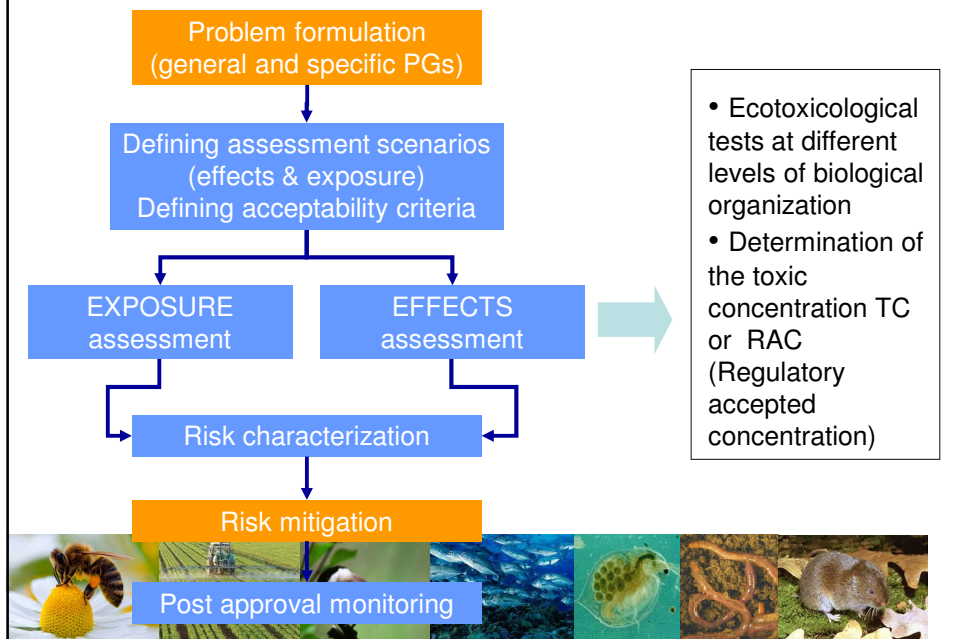 Problem formulation
(general and specific PGs)
Defining assessment scenarios
(effects & exposure)
Defining acceptability criteria
EXPOSURE
assessment
EFFECTS
assessment
Risk characterization
Risk mitigation
Post approval monitoring
• Ecotoxicological
tests at different
levels of biological
organization
• Determination of
the toxic
concentration TC
or RAC
(Regulatory
accepted
concentration)